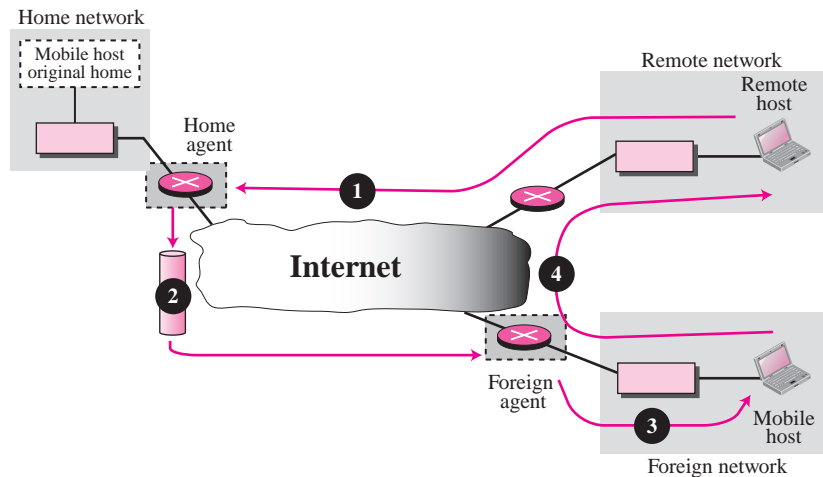 Home network
Mobile host
original home
Home
agent
Remote network
Remote
host
1
2
Internet
4
Foreign
agent
3
Mobile
host
Foreign network